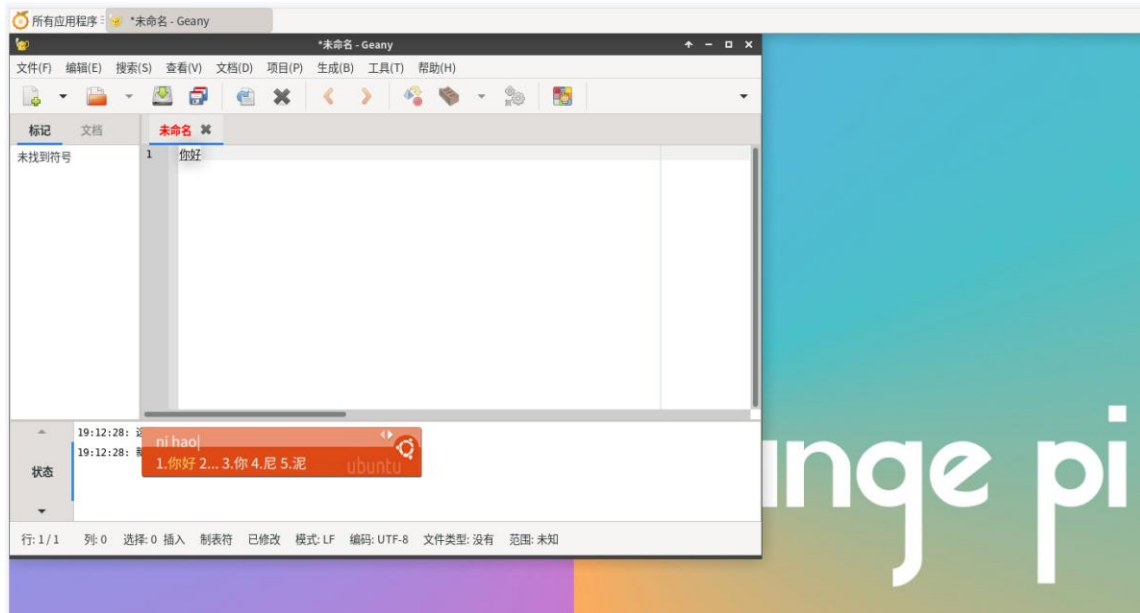 所有应用程序 *未命名 - Geany
*未命名 - Geany
文件(F) 编辑(E) 搜索(S) 查看(V) 文档(D) 项目(P) 生成(B) 工具(T) 帮助(H)
标记 文档 未命名
未找到符号 1 你好
19:12:28:
19:12:28:
状态
ni hao
1.你好 2... 3.你 4.尼 5.泥 ubuntu
行: 1 / 1 列: 0 选择: 0 插入 制表符 已修改 模式: LF 编码: UTF-8 文件类型: 没有 范围: 未知
ange pi